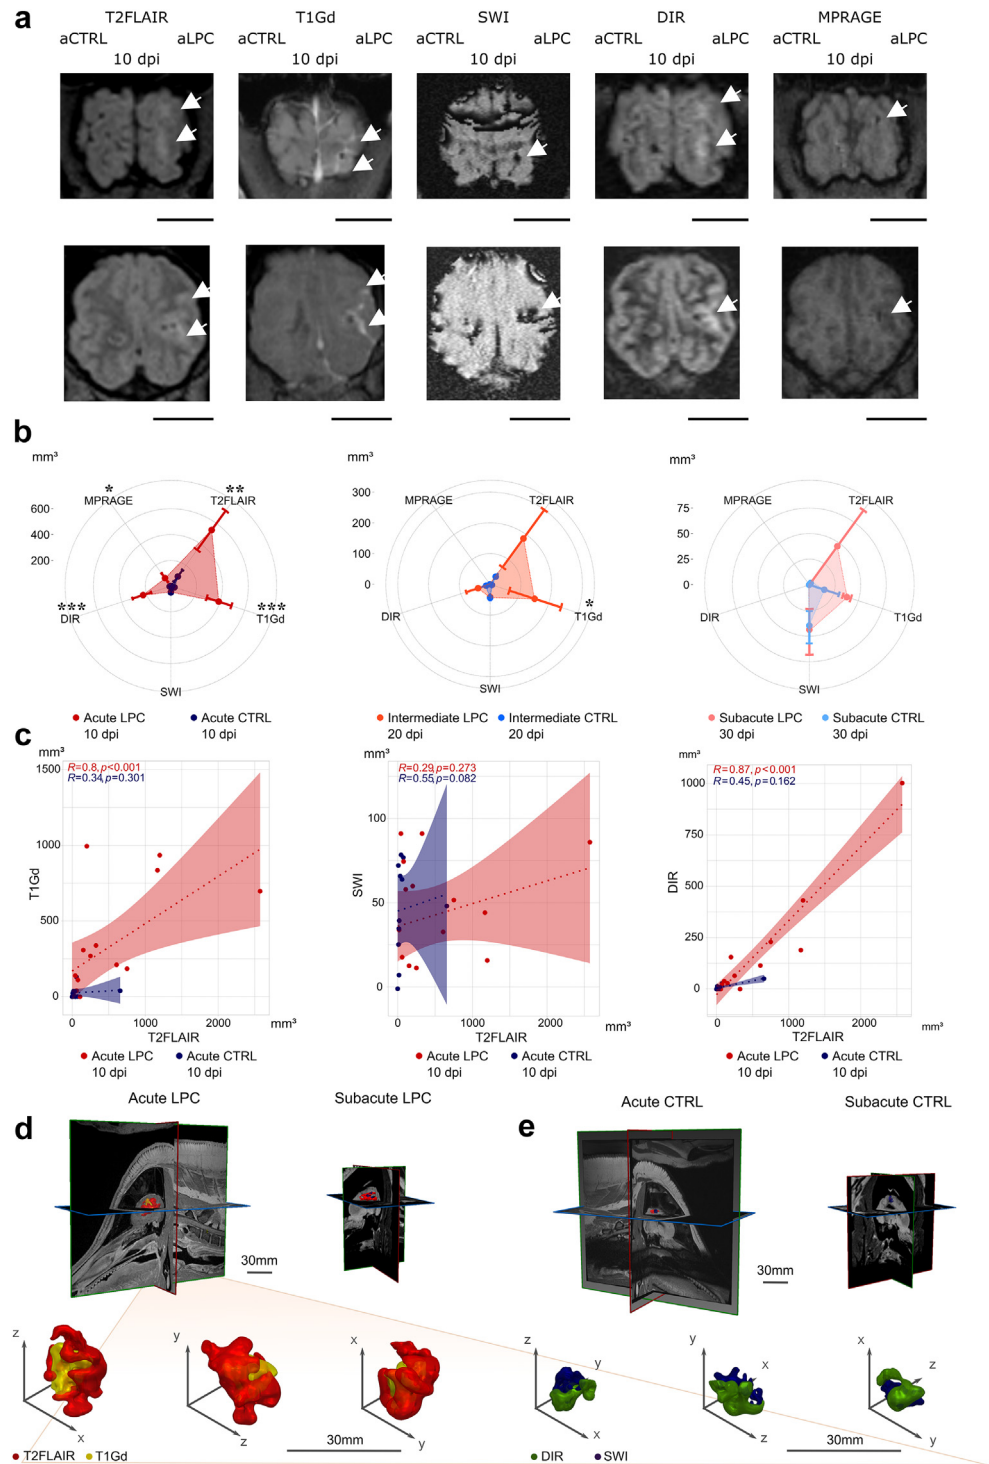 a
T2FLAIR T1Gd SWI DIR MPRAGE
aCTRL aLPC aCTRL aLPC aCTRL aLPC aCTRL aLPC aCTRL aLPC
10 dpi 10 dpi 10 dpi 10 dpi 10 dpi
b
mm³ mm³ mm³
* ** 
MPRAGE T2FLAIR MPRAGE T2FLAIR MPRAGE T2FLAIR
600 300 75
400 200 50
200 100 25
0 0
*** *** *
DIR T1Gd DIR T1Gd DIR T1Gd
SWI SWI SWI
Acute LPC Acute CTRL Intermediate LPC Intermediate CTRL Subacute LPC Subacute CTRL
10 dpi 10 dpi 20 dpi 20 dpi 30 dpi 30 dpi
c
mm³ mm³ mm³
R=0.8, p<0.001 R=0.29, p=0.273 R=0.87, p<0.001
R=0.34, p=0.301 R=0.55, p=0.082 R=0.45, p=0.162
1500 1000 500 0
T1Gd
100 50 0
SWI
1000 750 500 250 0
DIR
0 1000 2000 mm³ 0 1000 2000 mm³ 0 1000 2000 mm³
T2FLAIR T2FLAIR T2FLAIR
Acute LPC Acute CTRL Acute LPC Acute CTRL Acute LPC Acute CTRL
10 dpi 10 dpi 10 dpi 10 dpi 10 dpi 10 dpi
d
Acute LPC Subacute LPC
30mm
e
Acute CTRL Subacute CTRL
30mm
z x y z x y
z y x y x z x z y
30mm 30mm
T2FLAIR T1Gd DIR SWI